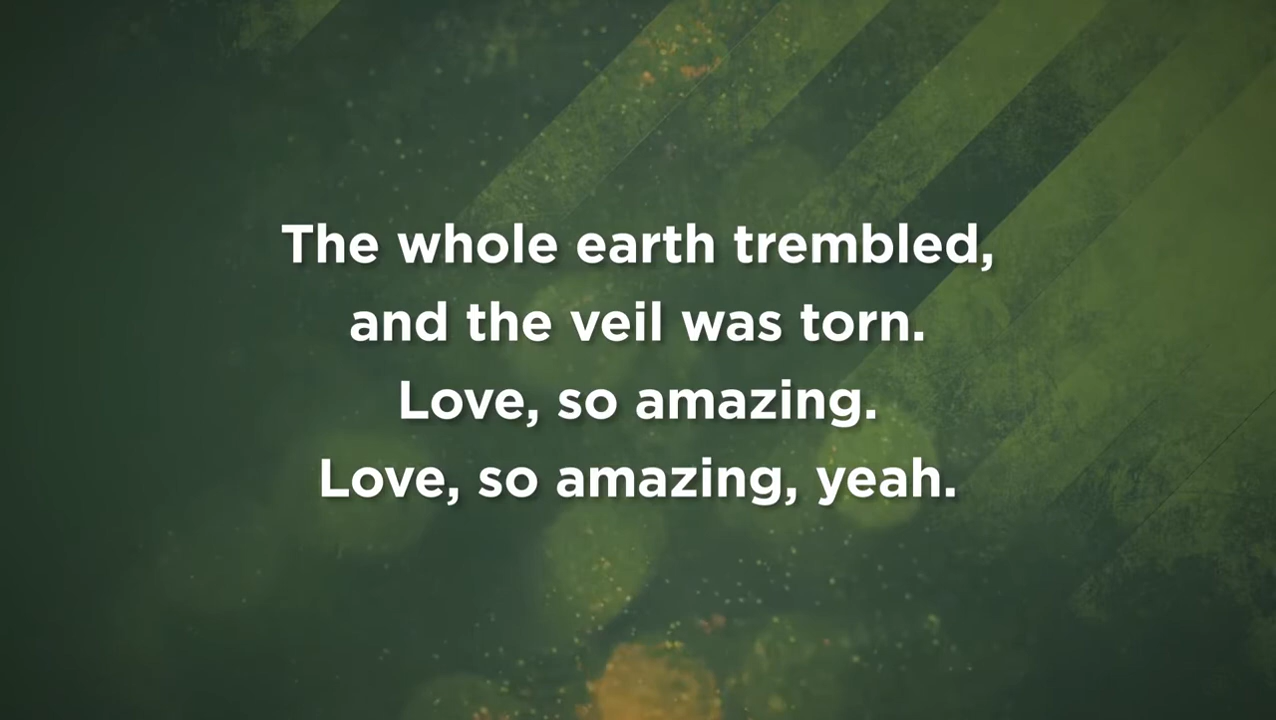 The whole earth trembled,
and the veil was torn.
Love, so amazing.
Love, so amazing, yeah.